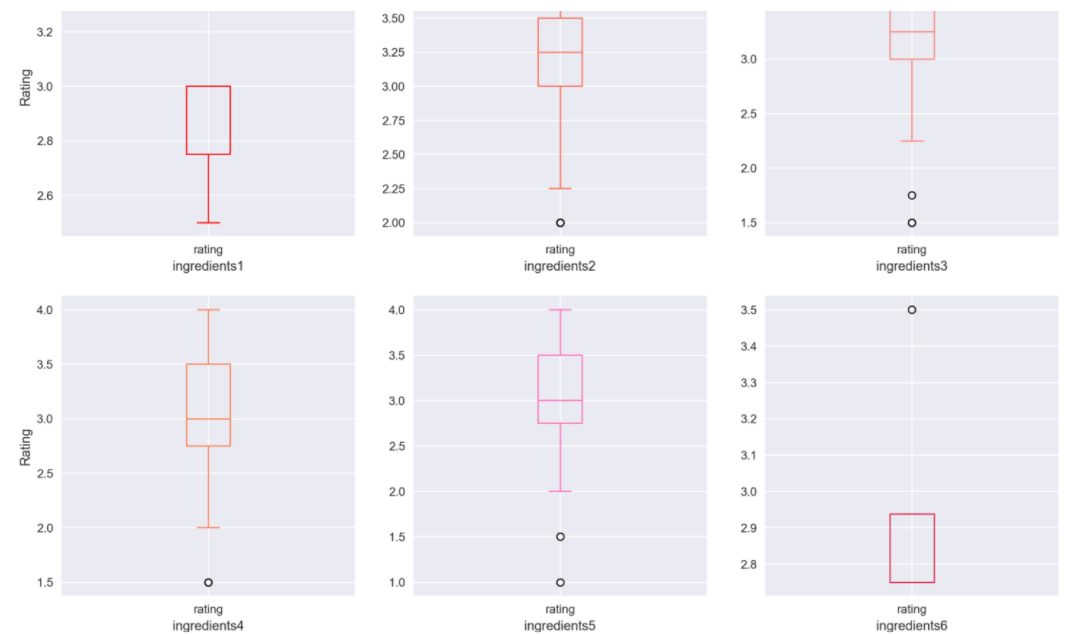 3.2
3.0
2.8
2.6
Rating
rating
ingredients1
3.50
3.25
3.00
2.75
2.50
2.25
2.00
rating
ingredients2
3.0
2.5
2.0
1.5
rating
ingredients3
4.0
3.5
3.0
2.5
2.0
1.5
Rating
rating
ingredients4
4.0
3.5
3.0
2.5
2.0
1.5
1.0
rating
ingredients5
3.5
3.4
3.3
3.2
3.1
3.0
2.9
2.8
rating
ingredients6